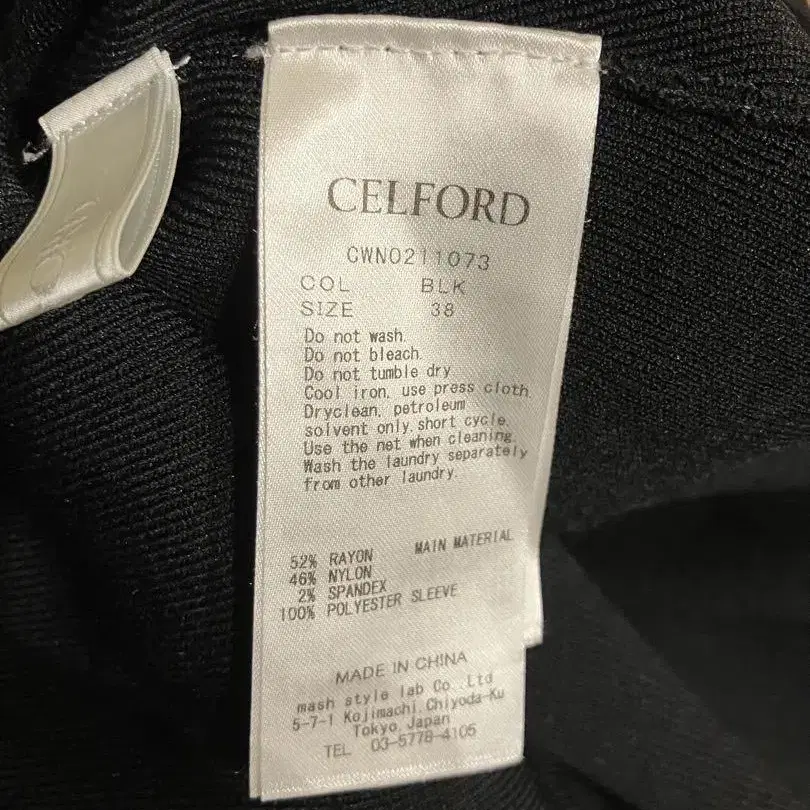 CELFORD
CWNO211073
COL BLK
SIZE 38
Do not wash.
Do not bleach.
Do not tumble dry
Cool iron, use press cloth.
Dryclean, petroleum
solvent only, short cycle.
Use the net when cleaning.
Wash the laundry separately
from other laundry.
52% RAYON MAIN MATERIAL
46% NYLON
2% SPANDEX
100% POLYESTER SLEEVE
MADE IN CHINA
mash style lab Co.,Ltd
5-7-1 Kojimachi,Chiyoda-Ku
Tokyo,Japan
TEL 03-5778-4105